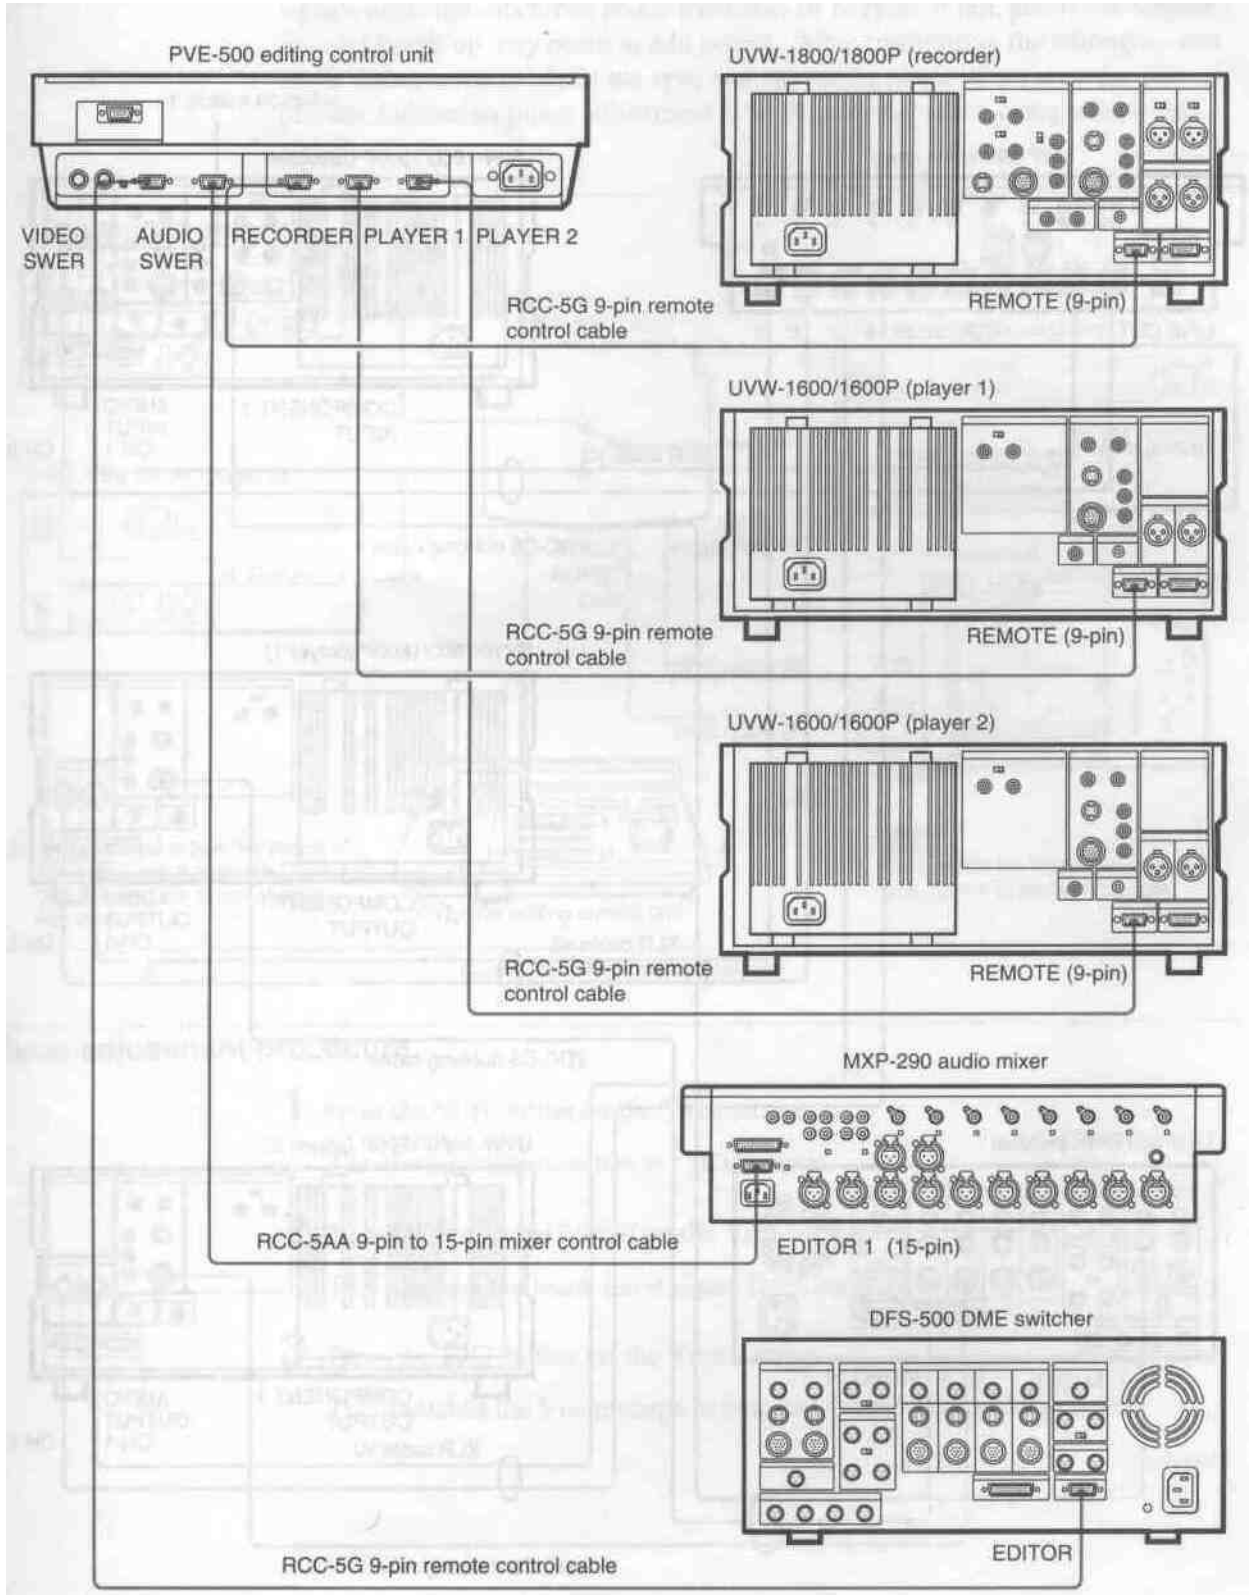 PVE-500 editing control unit
UVW-1800/1800P (recorder)
VIDEO SWER
AUDIO SWER
RECORDER
PLAYER 1
PLAYER 2
RCC-5G 9-pin remote
control cable
REMOTE (9-pin)
UVW-1600/1600P (player 1)
RCC-5G 9-pin remote
control cable
REMOTE (9-pin)
UVW-1600/1600P (player 2)
RCC-5G 9-pin remote
control cable
REMOTE (9-pin)
MXP-290 audio mixer
RCC-5AA 9-pin to 15-pin mixer control cable
EDITOR 1 (15-pin)
DFS-500 DME switcher
EDITOR
RCC-5G 9-pin remote control cable